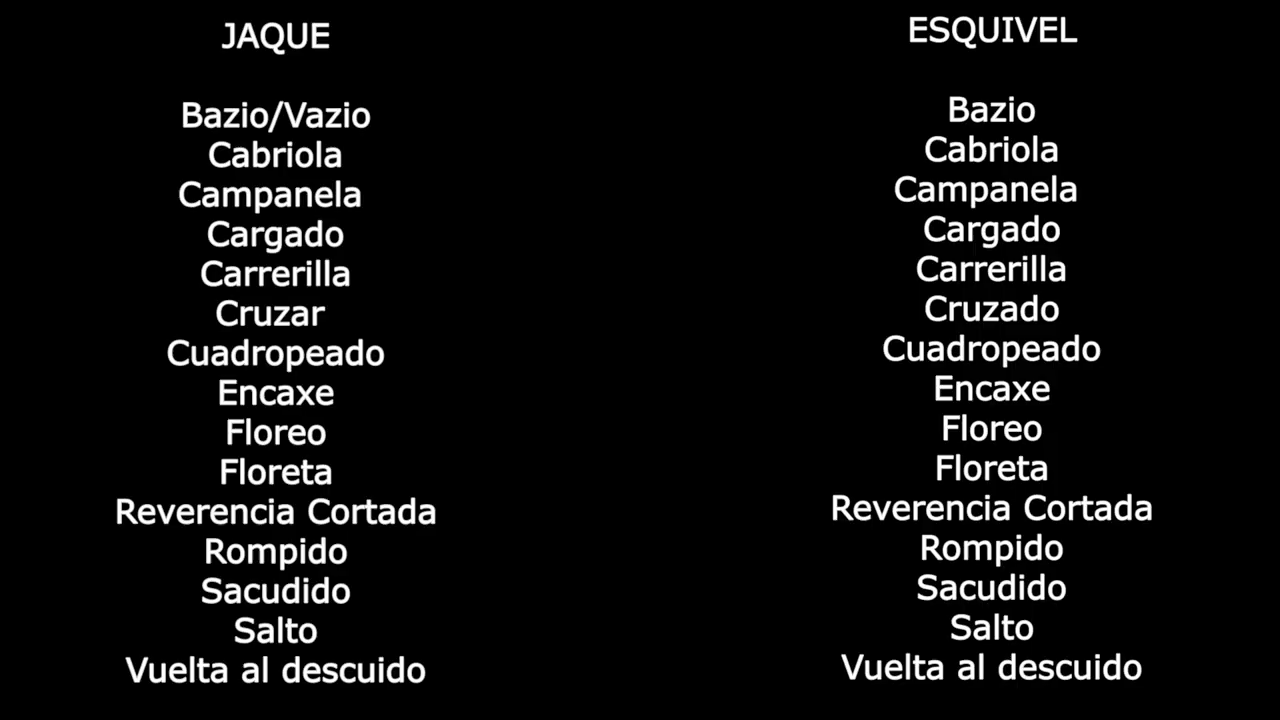 JAQUE
Bazio/Vazio
Cabriola
Campanela
Cargado
Carrerilla
Cruzar
Cuadropeado
Encaxe
Floreo
Floreta
Reverencia Cortada
Rompido
Sacudido
Salto
Vuelta al descuido
ESQUIVEL
Bazio
Cabriola
Campanela
Cargado
Carrerilla
Cruzado
Cuadropeado
Encaxe
Floreo
Floreta
Reverencia Cortada
Rompido
Sacudido
Salto
Vuelta al descuido